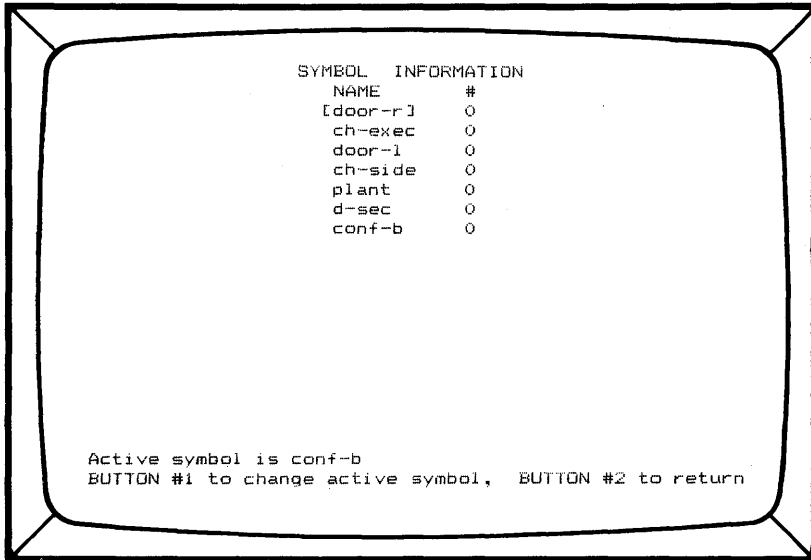 SYMBOL INFORMATION
NAME #
[door-r] 0
ch-exec 0
door-l 0
ch-side 0
plant 0
d-sec 0
conf-b 0
Active symbol is conf-b
BUTTON #1 to change active symbol, BUTTON #2 to return